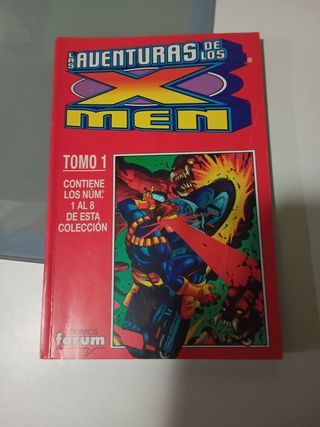 LAS AVENTURAS DE LOS
X
MEN
TOMO 1
CONTIENE
LOS NÚM.
1 AL 8
DE ESTA
COLECCIÓN
COMICS
forum